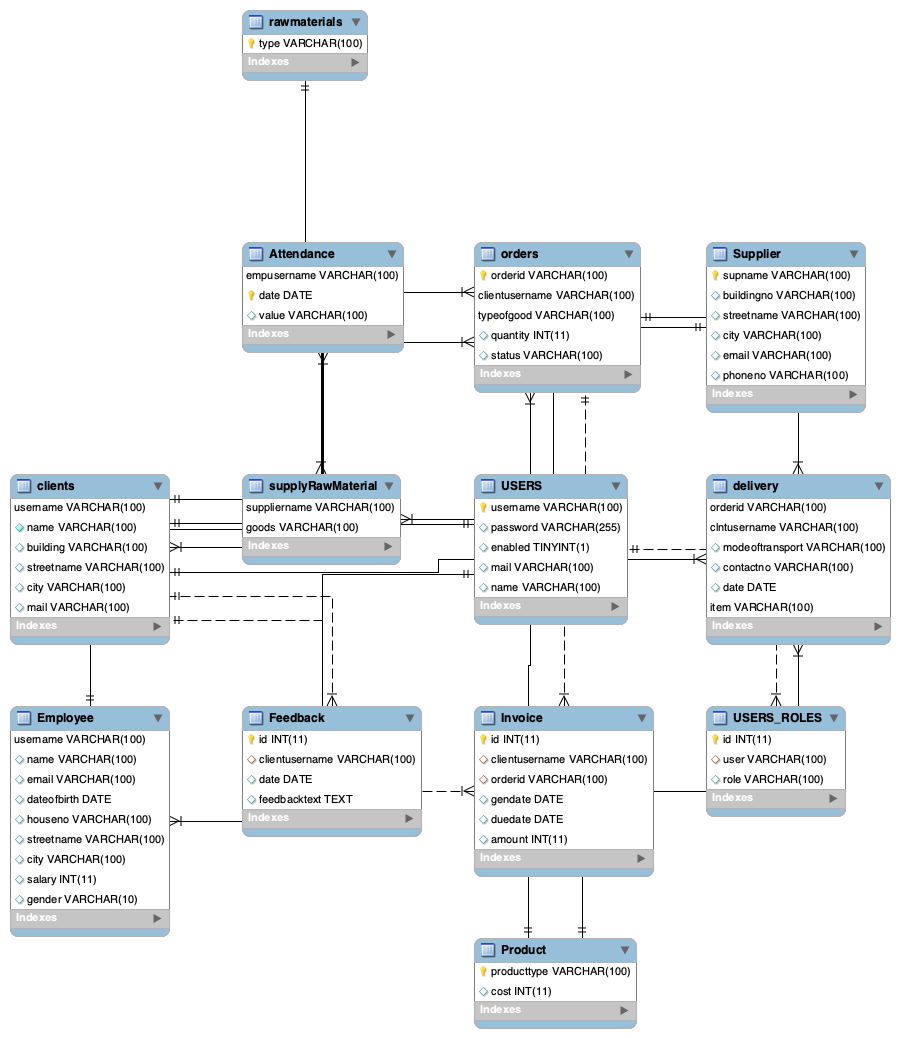 rawmaterials
type VARCHAR(100)
Indexes
Attendance
empusername VARCHAR(100)
date DATE
value VARCHAR(100)
Indexes
orders
orderid VARCHAR(100)
clientusername VARCHAR(100)
typeofgood VARCHAR(100)
quantity INT(11)
status VARCHAR(100)
Indexes
Supplier
supname VARCHAR(100)
buildingno VARCHAR(100)
streetname VARCHAR(100)
city VARCHAR(100)
email VARCHAR(100)
phoneno VARCHAR(100)
Indexes
clients
username VARCHAR(100)
name VARCHAR(100)
building VARCHAR(100)
streetname VARCHAR(100)
city VARCHAR(100)
mail VARCHAR(100)
Indexes
supplyRawMaterial
suppliername VARCHAR(100)
goods VARCHAR(100)
Indexes
USERS
username VARCHAR(100)
password VARCHAR(255)
enabled TINYINT(1)
mail VARCHAR(100)
name VARCHAR(100)
Indexes
delivery
orderid VARCHAR(100)
clntusername VARCHAR(100)
modeoftransport VARCHAR(100)
contactno VARCHAR(100)
date DATE
item VARCHAR(100)
Indexes
Employee
username VARCHAR(100)
name VARCHAR(100)
email VARCHAR(100)
dateofbirth DATE
houseno VARCHAR(100)
streetname VARCHAR(100)
city VARCHAR(100)
salary INT(11)
gender VARCHAR(10)
Indexes
Feedback
id INT(11)
clientusername VARCHAR(100)
date DATE
feedbacktext TEXT
Indexes
Invoice
id INT(11)
clientusername VARCHAR(100)
orderid VARCHAR(100)
gendate DATE
duedate DATE
amount INT(11)
Indexes
USERS_ROLES
id INT(11)
user VARCHAR(100)
role VARCHAR(100)
Indexes
Product
producttype VARCHAR(100)
cost INT(11)
Indexes